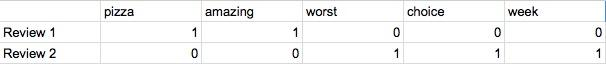 pizza amazing worst choice week
Review 1 1 1 0 0 0
Review 2 0 0 1 1 1